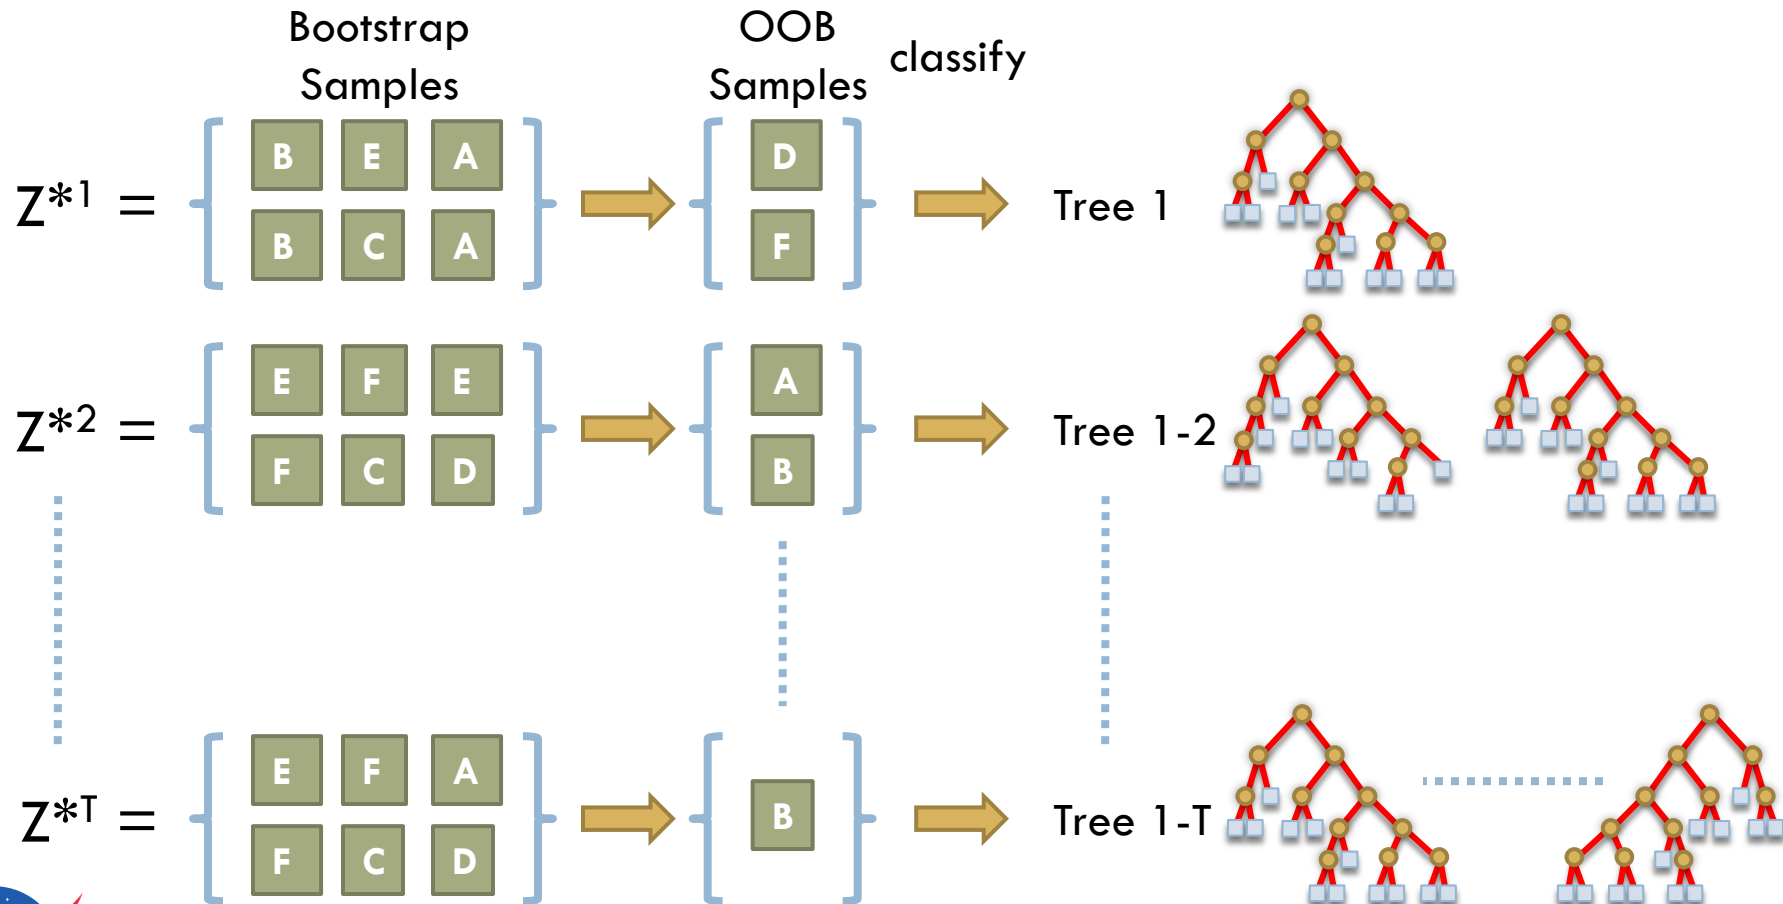 Bootstrap
Samples
OOB
Samples
classify
Z*1 =
B E A
B C A
D
F
Tree 1
Z*2 =
E F E
F C D
A
B
Tree 1-2
Z*T =
E F A
F C D
B
Tree 1-T